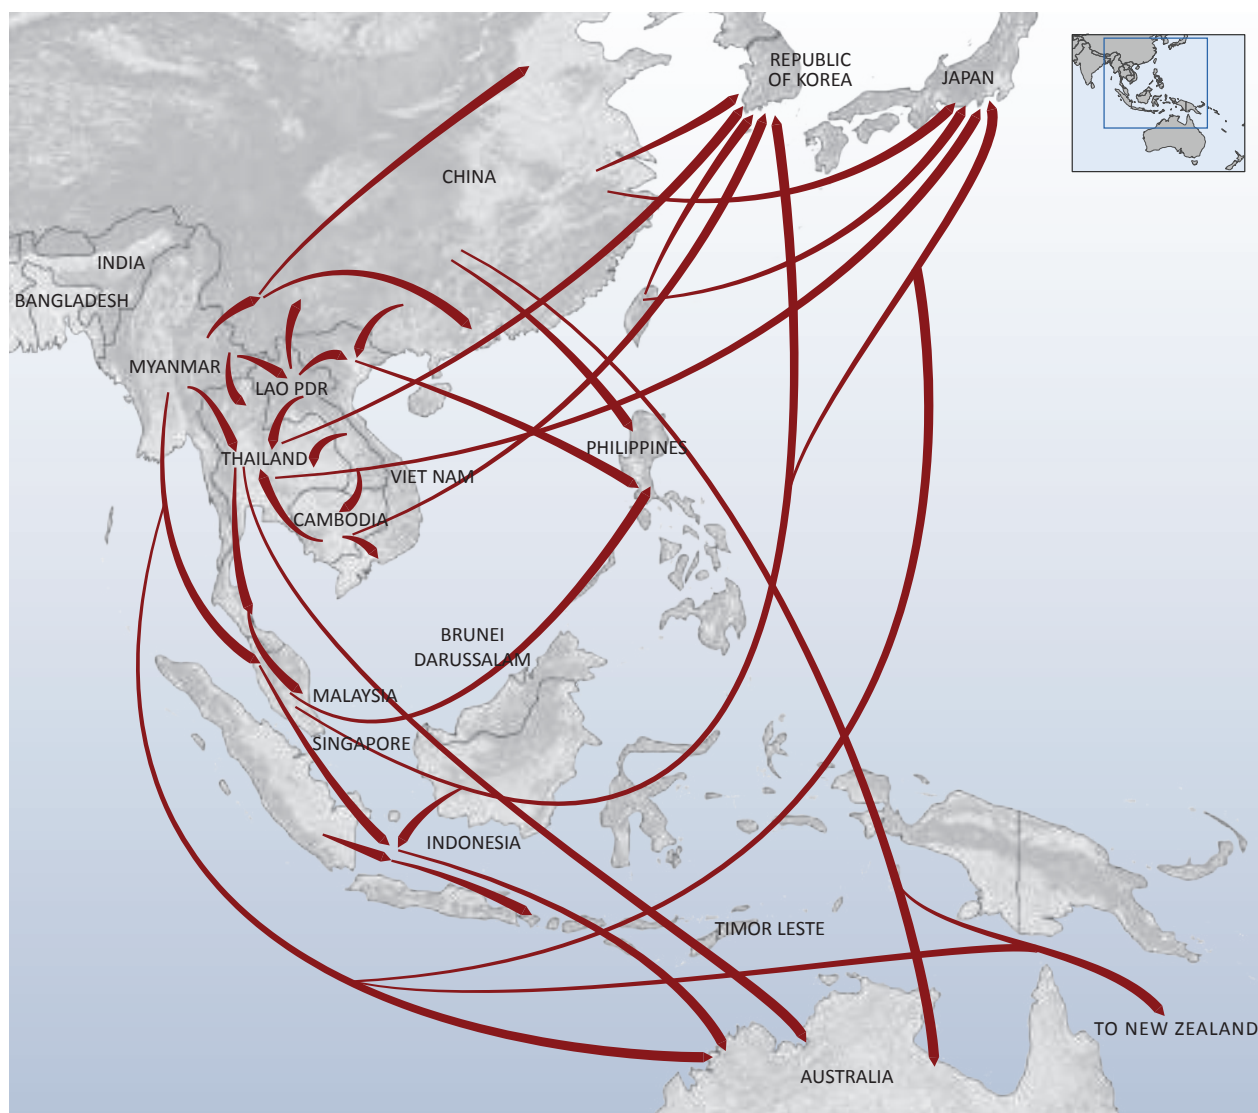 REPUBLIC
OF KOREA
JAPAN
CHINA
INDIA
BANGLADESH
MYANMAR
LAO PDR
THAILAND
PHILIPPINES
VIET NAM
CAMBODIA
BRUNEI
DARUSSALAM
MALAYSIA
SINGAPORE
INDONESIA
TIMOR LESTE
TO NEW ZEALAND
AUSTRALIA